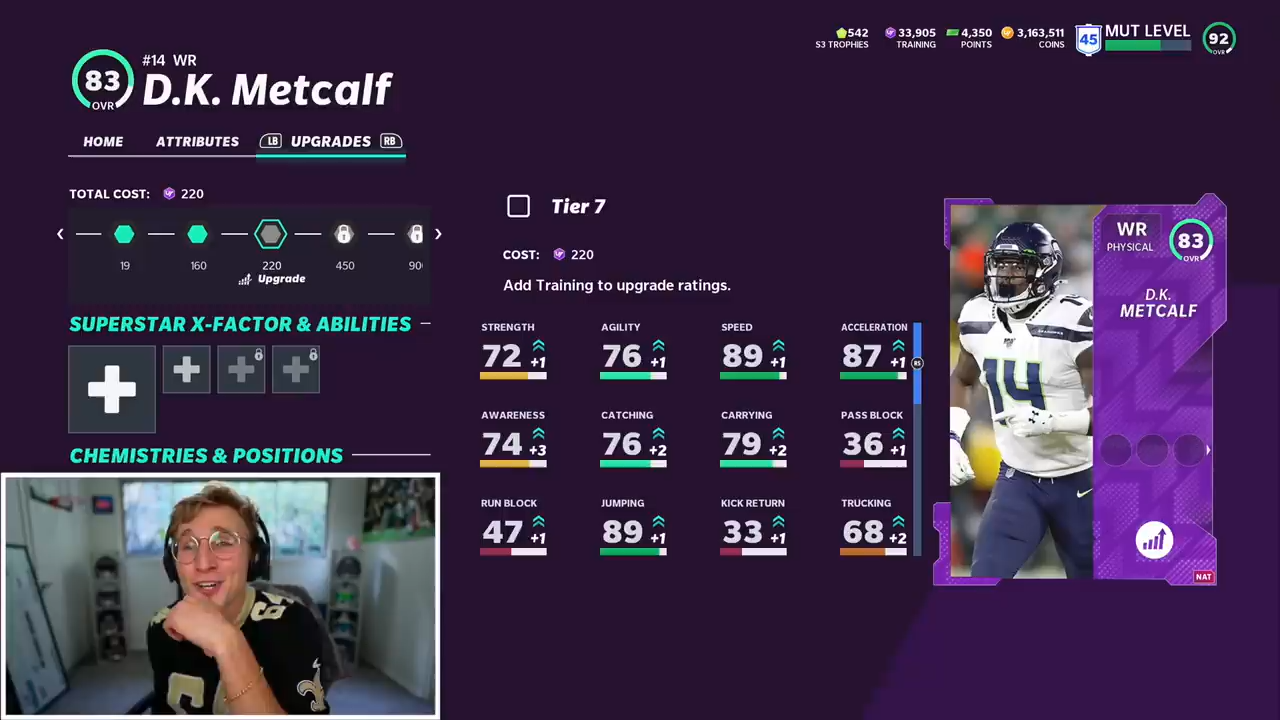 542
S3 TROPHIES
33,905
TRAINING
4,350
POINTS
3,163,511
COINS
45
MUT LEVEL
92
OVR
83
OVR
#14 WR
D.K. Metcalf
HOME
ATTRIBUTES
LB
UPGRADES
RB
TOTAL COST: 220
19
160
220
450
90
Upgrade
SUPERSTAR X-FACTOR & ABILITIES
CHEMISTRIES & POSITIONS
Tier 7
COST: 220
Add Training to upgrade ratings.
STRENGTH
72 +1
AGILITY
76 +1
SPEED
89 +1
ACCELERATION
87 +1
RS
AWARENESS
74 +3
CATCHING
76 +2
CARRYING
79 +2
PASS BLOCK
36 +1
RUN BLOCK
47 +1
JUMPING
89 +1
KICK RETURN
33 +1
TRUCKING
68 +2
WR
PHYSICAL
83
OVR
D.K.
METCALF
14
NAT